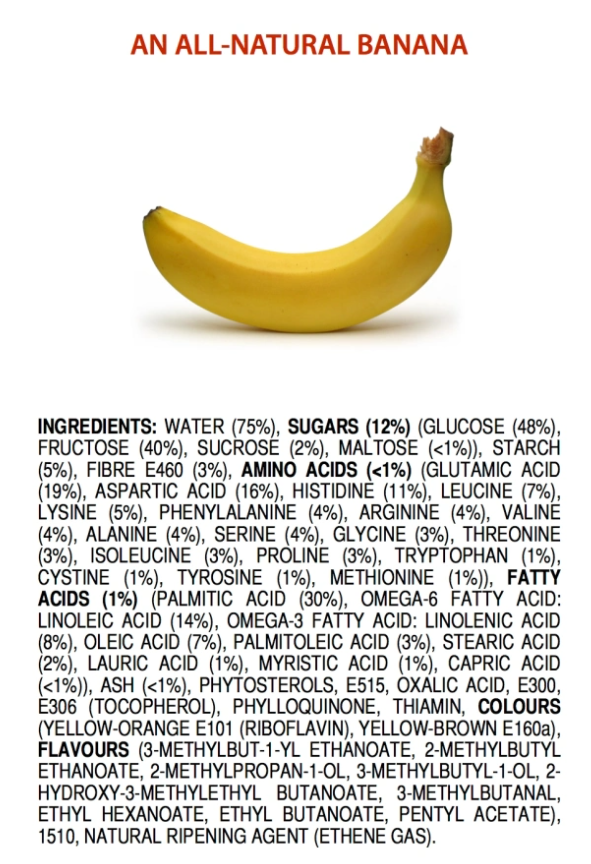 AN ALL-NATURAL BANANA
INGREDIENTS: WATER (75%), SUGARS (12%) (GLUCOSE (48%),
FRUCTOSE (40%), SUCROSE (2%), MALTOSE (<1%)), STARCH
(5%), FIBRE E460 (3%), AMINO ACIDS (<1%) (GLUTAMIC ACID
(19%), ASPARTIC ACID (16%), HISTIDINE (11%), LEUCINE (7%),
LYSINE (5%), PHENYLALANINE (4%), ARGININE (4%), VALINE
(4%), ALANINE (4%), SERINE (4%), GLYCINE (3%), THREONINE
(3%), ISOLEUCINE (3%), PROLINE (3%), TRYPTOPHAN (1%),
CYSTINE (1%), TYROSINE (1%), METHIONINE (1%)), FATTY
ACIDS (1%) (PALMITIC ACID (30%), OMEGA-6 FATTY ACID:
LINOLEIC ACID (14%), OMEGA-3 FATTY ACID: LINOLENIC ACID
(8%), OLEIC ACID (7%), PALMITOLEIC ACID (3%), STEARIC ACID
(2%), LAURIC ACID (1%), MYRISTIC ACID (1%), CAPRIC ACID
(<1%)), ASH (<1%), PHYTOSTEROLS, E515, OXALIC ACID, E300,
E306 (TOCOPHEROL), PHYLLOQUINONE, THIAMIN, COLOURS
(YELLOW-ORANGE E101 (RIBOFLAVIN), YELLOW-BROWN E160a),
FLAVOURS (3-METHYLBUT-1-YL ETHANOATE, 2-METHYLBUTYL
ETHANOATE, 2-METHYLPROPAN-1-OL, 3-METHYLBUTYL-1-OL, 2-
HYDROXY-3-METHYLETHYL BUTANOATE, 3-METHYLBUTANAL,
ETHYL HEXANOATE, ETHYL BUTANOATE, PENTYL ACETATE),
1510, NATURAL RIPENING AGENT (ETHENE GAS).